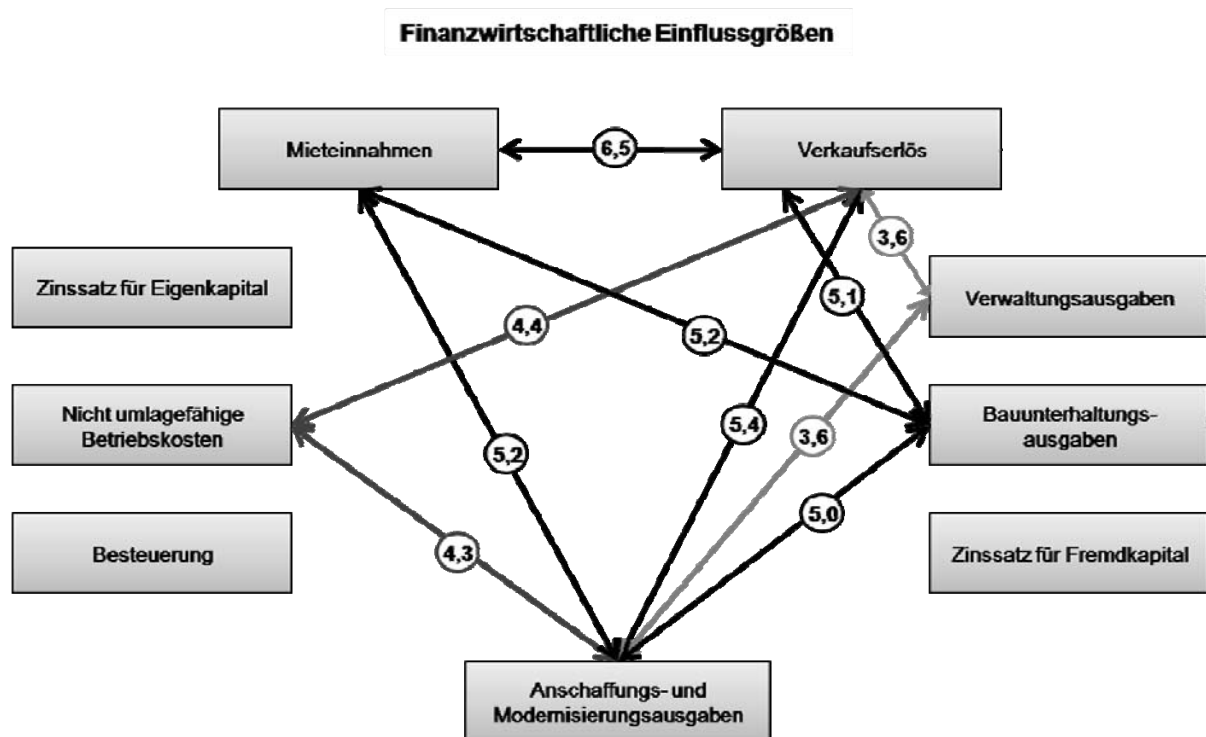 Finanzwirtschaftliche Einflussgrößen
Mieteinnahmen
6,5
Verkaufserlös
3,6
Zinssatz für Eigenkapital
Verwaltungsausgaben
5,1
4,4
5,2
Nicht umlagefähige
Betriebskosten
Bauunterhaltungs-
ausgaben
5,4
3,6
5,2
5,0
4,3
Besteuerung
Zinssatz für Fremdkapital
Anschaffungs- und
Modernisierungsausgaben